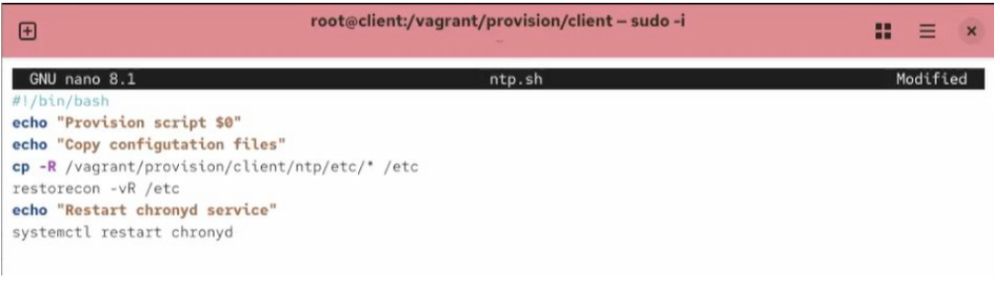 root@client:/vagrant/provision/client — sudo -i
GNU nano 8.1 ntp.sh Modified
#!/bin/bash
echo "Provision script $0"
echo "Copy configutation files"
cp -R /vagrant/provision/client/ntp/etc/* /etc
restorecon -vR /etc
echo "Restart chronyd service"
systemctl restart chronyd